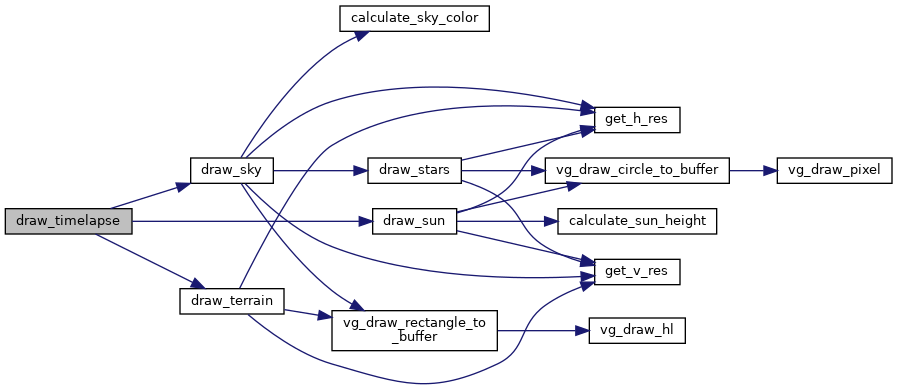 calculate_sky_color
get_h_res
draw_sky
draw_stars
vg_draw_circle_to_buffer
vg_draw_pixel
draw_timelapse
draw_sun
calculate_sun_height
get_v_res
draw_terrain
vg_draw_rectangle_to
_buffer
vg_draw_hl